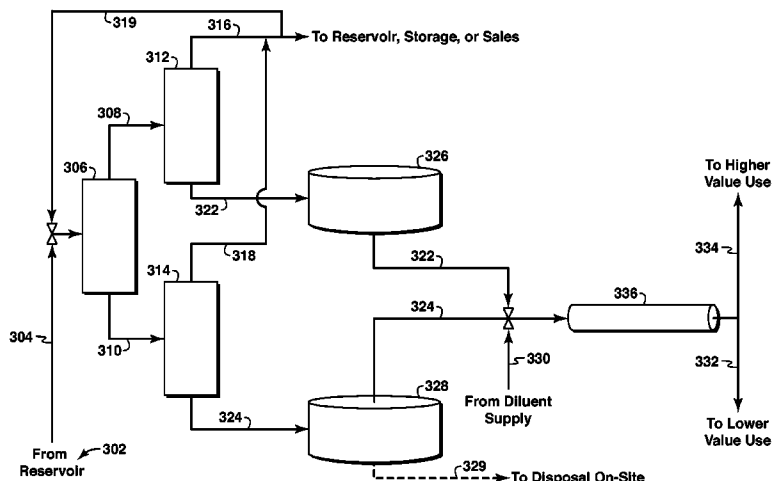 319
316
To Reservoir, Storage, or Sales
312
308
306
326
322
To Higher
Value Use
318
322
334
314
324
336
304
310
330
332
328
From Diluent
Supply
324
To Lower
Value Use
From
Reservoir
302
329
To Disposal On-Site